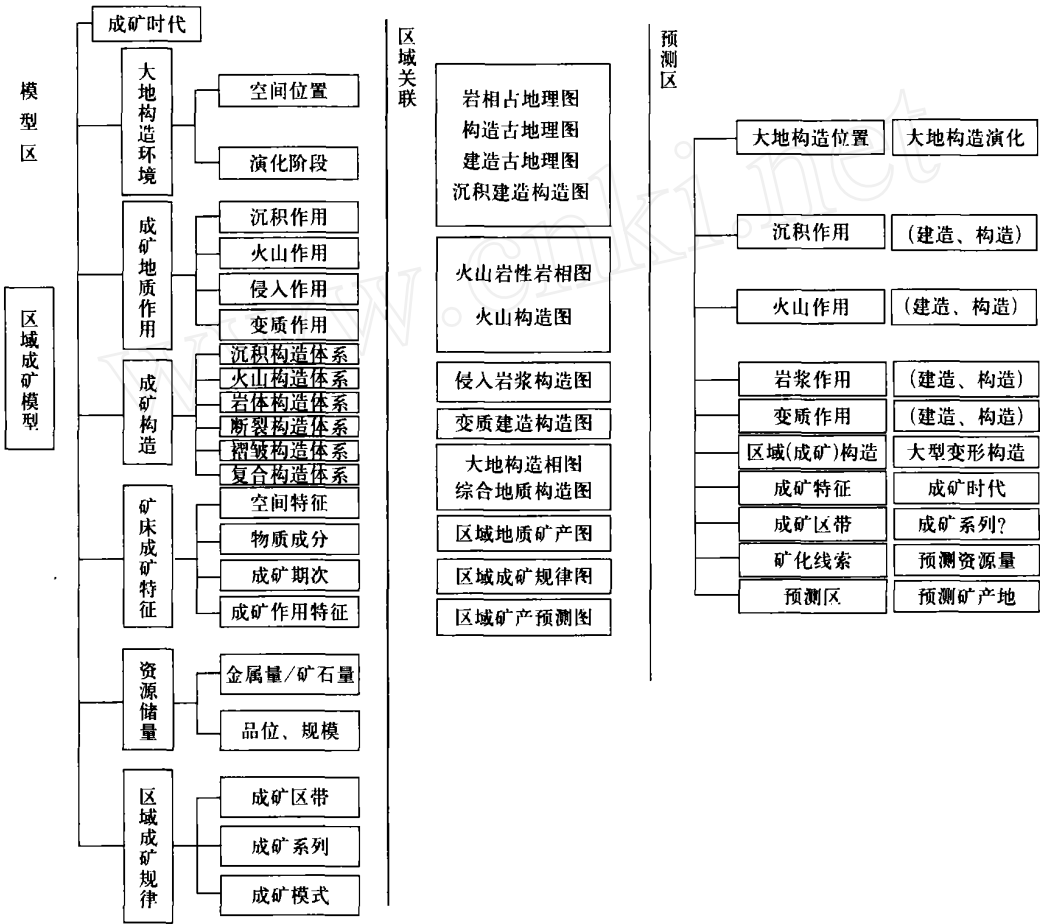 模型区
区域成矿模型
成矿时代
大地构造环境
空间位置
演化阶段
成矿地质作用
沉积作用
火山作用
侵入作用
变质作用
成矿构造
沉积构造体系
火山构造体系
岩体构造体系
断裂构造体系
褶皱构造体系
复合构造体系
矿床成矿特征
空间特征
物质成分
成矿期次
成矿作用特征
资源储量
金属量/矿石量
品位、规模
区域成矿规律
成矿区带
成矿系列
成矿模式
区域关联
岩相占地理图
构造古地理图
建造古地理图
沉积建造构造图
火山岩性岩相图
火山构造图
侵入岩浆构造图
变质建造构造图
大地构造相图
综合地质构造图
区域地质矿产图
区域成矿规律图
区域矿产预测图
预测区
大地构造位置 大地构造演化
沉积作用 (建造、构造)
火山作用 (建造、构造)
岩浆作用 (建造、构造)
变质作用 (建造、构造)
区域(成矿)构造 大型变形构造
成矿特征 成矿时代
成矿区带 成矿系列?
矿化线索 预测资源量
预测区 预测矿产地
www.cnki.net